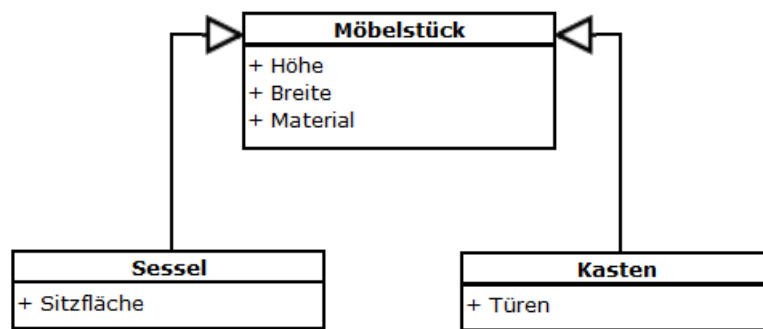 Möbelstück
+ Höhe
+ Breite
+ Material
Sessel
+ Sitzfläche
Kasten
+ Türen